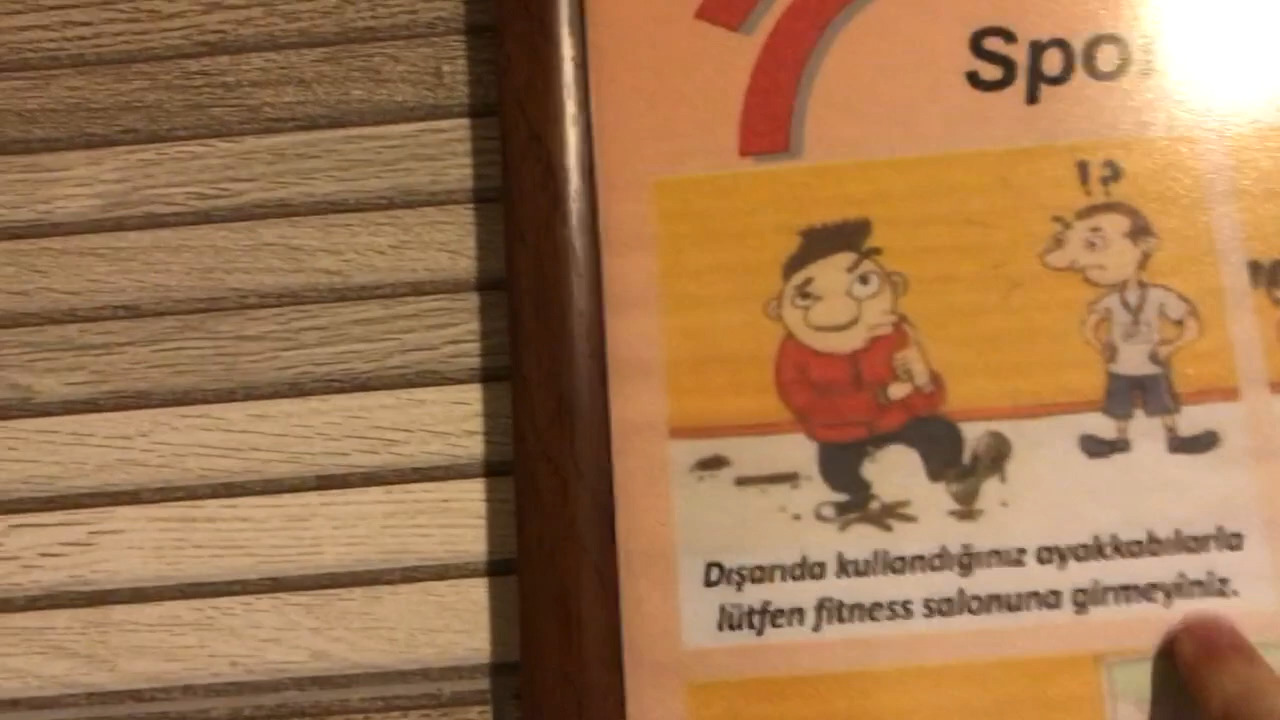 Spo
!?
Dışarıda kullandığınız ayakkabılarla
lütfen fitness salonuna girmeyiniz.